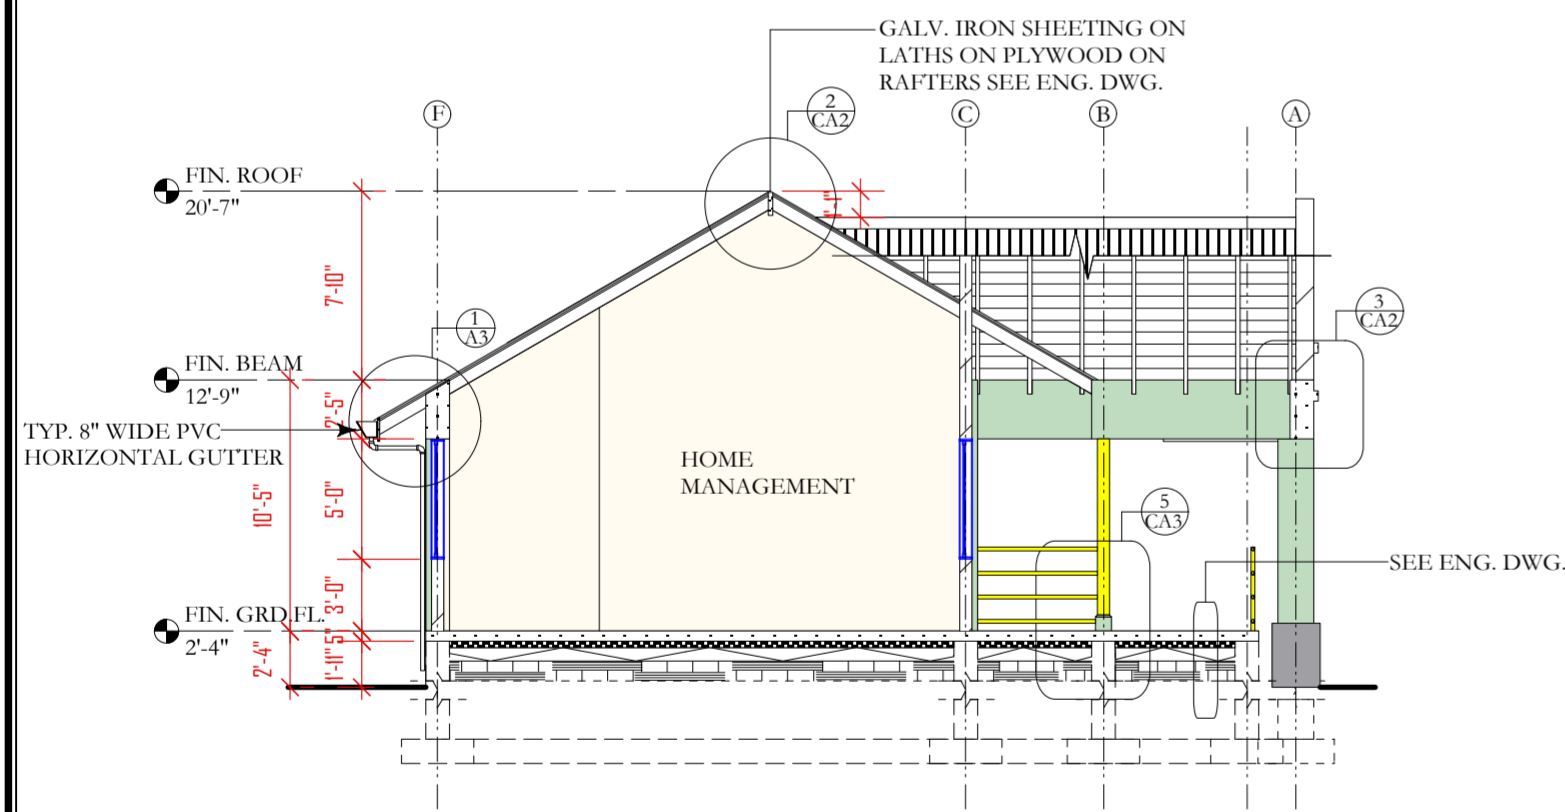 GALV. IRON SHEETING ON
LATHS ON PLYWOOD ON
RAFTERS SEE ENG. DWG.
2
CA2
F
C
B
A
FIN. ROOF
20'-7"
1'-1"
7'-10"
1
A3
3
CA2
FIN. BEAM
12'-9"
2'-5"
TYP. 8" WIDE PVC
HORIZONTAL GUTTER
HOME
MANAGEMENT
10'-5"
5'-0"
5
CA3
SEE ENG. DWG.
3'-0"
FIN. GRD.FL.
2'-4"
5"
2'-4"
1'-11"